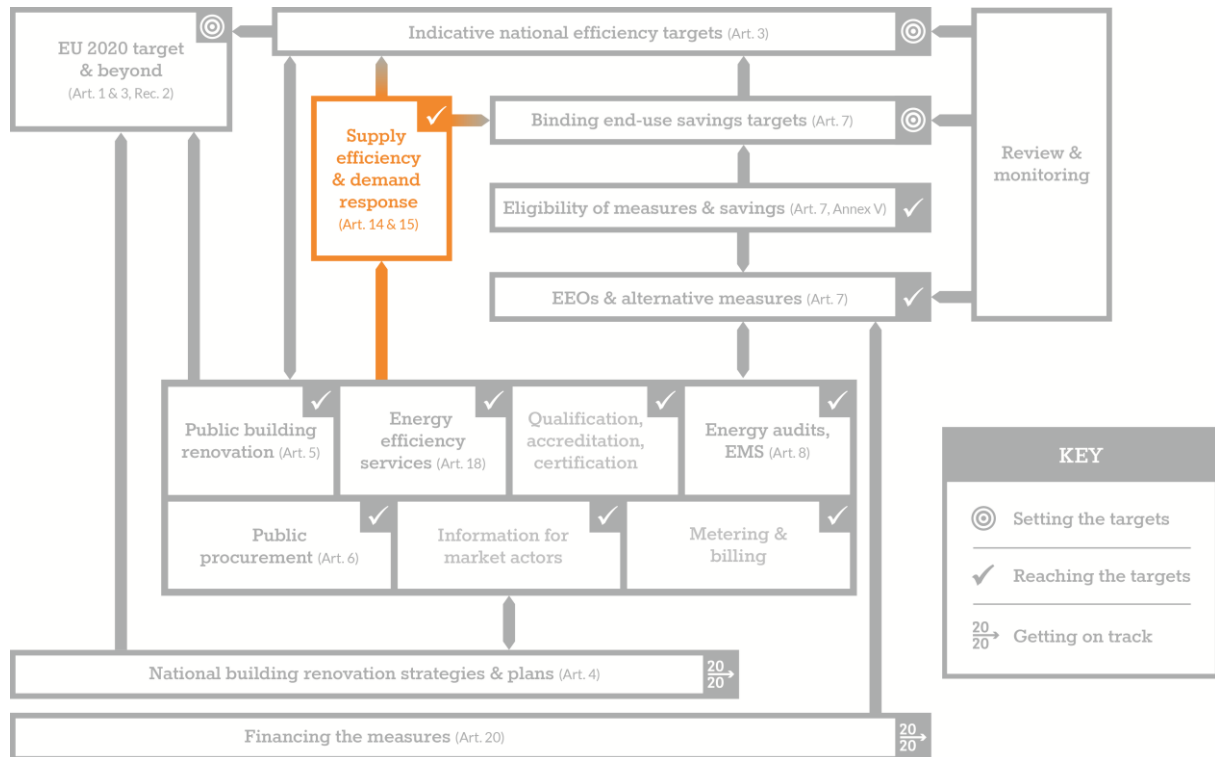 EU 2020 target
& beyond
(Art. 1 & 3, Rec. 2)
Indicative national efficiency targets (Art. 3)
Supply
efficiency
& demand
response
(Art. 14 & 15)
Binding end-use savings targets (Art. 7)
Eligibility of measures & savings (Art. 7, Annex V)
EEOs & alternative measures (Art. 7)
Review &
monitoring
Public building
renovation (Art. 5)
Energy
efficiency
services (Art. 18)
Qualification,
accreditation,
certification
Energy audits,
EMS (Art. 8)
Public
procurement (Art. 6)
Information for
market actors
Metering &
billing
National building renovation strategies & plans (Art. 4)
20
20
Financing the measures (Art. 20)
20
20
KEY
Setting the targets
Reaching the targets
20
20
Getting on track